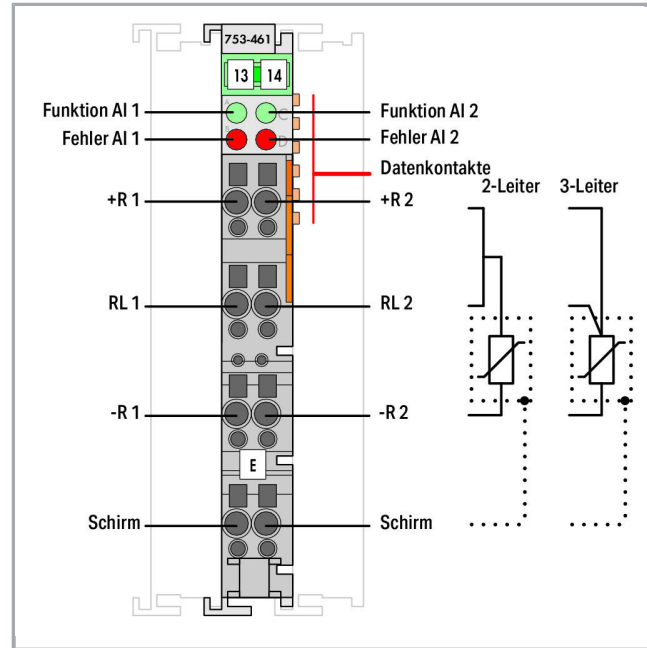 753-461
13 14
A C
Funktion AI 1
Funktion AI 2
B D
Fehler AI 1
Fehler AI 2
Datenkontakte
2-Leiter 3-Leiter
+R 1
+R 2
RL 1
RL 2
-R 1
-R 2
E
Schirm
Schirm